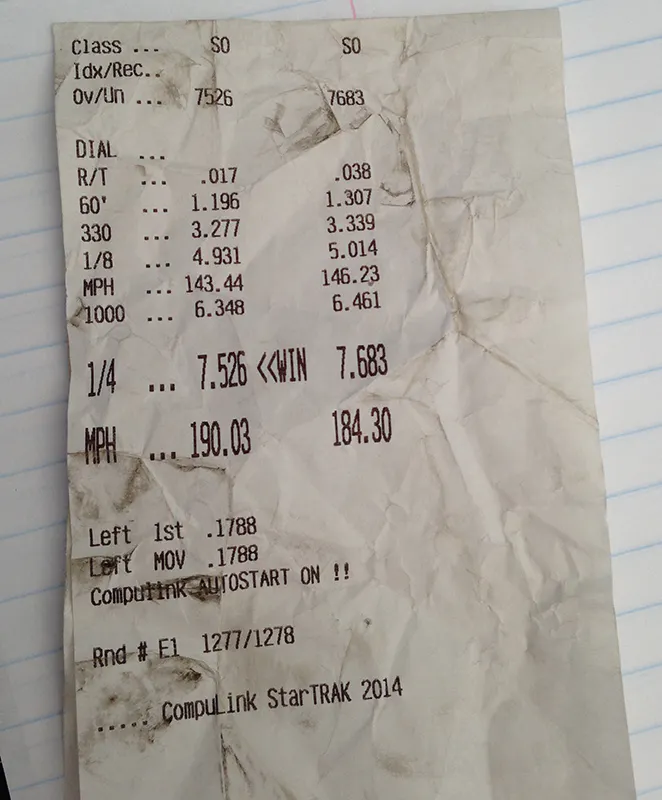 Class ... SO SO
Idx/Rec..
Ov/Un ... 7526 7683
DIAL ...
R/T ... .017 .038
60' ... 1.196 1.307
330 ... 3.277 3.339
1/8 ... 4.931 5.014
MPH ... 143.44 146.23
1000 ... 6.348 6.461
1/4 ... 7.526 <<WIN 7.683
MPH ... 190.03 184.30
Left 1st .1788
Left MOV .1788
Compulink AUTOSTART ON !!
Rnd # E1 1277/1278
..... CompuLink StarTRAK 2014